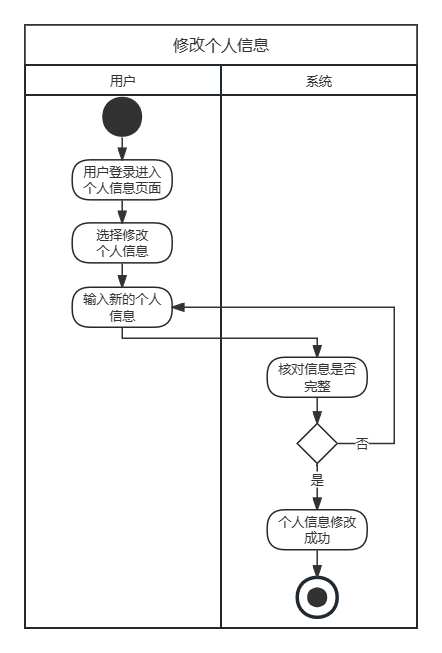 修改个人信息
用户
系统
用户登录进入
个人信息页面
选择修改
个人信息
输入新的个人
信息
核对信息是否
完整
否
是
个人信息修改
成功